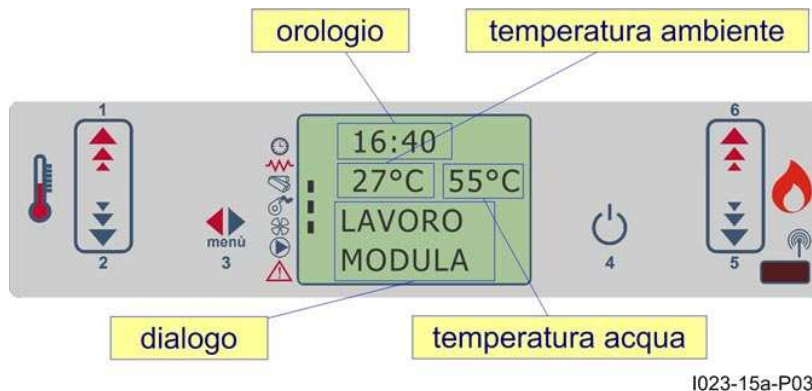 orologio
temperatura ambiente
1
6
16:40
27°C
55°C
LAVORO
MODULA
menù
2
3
4
5
dialogo
temperatura acqua
I023-15a-P03